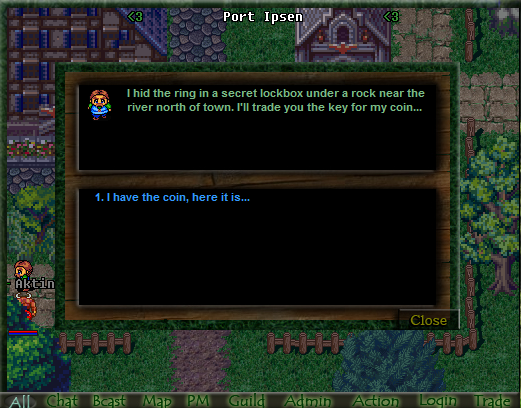 <3 Port Ipsen <3
I hid the ring in a secret lockbox under a rock near the
river north of town. I'll trade you the key for my coin...
1. I have the coin, here it is...
Aktin
Close
All Chat Bcast Map PM Guild Admin Action Login Trade